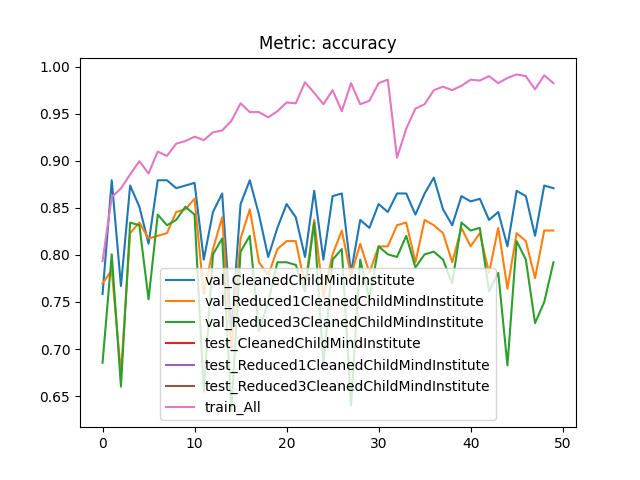 Metric: accuracy
1.00
0.95
0.90
0.85
0.80
0.75
0.70
0.65
val_CleanedChildMindInstitute
val_Reduced1CleanedChildMindInstitute
val_Reduced3CleanedChildMindInstitute
test_CleanedChildMindInstitute
test_Reduced1CleanedChildMindInstitute
test_Reduced3CleanedChildMindInstitute
train_All
0 10 20 30 40 50